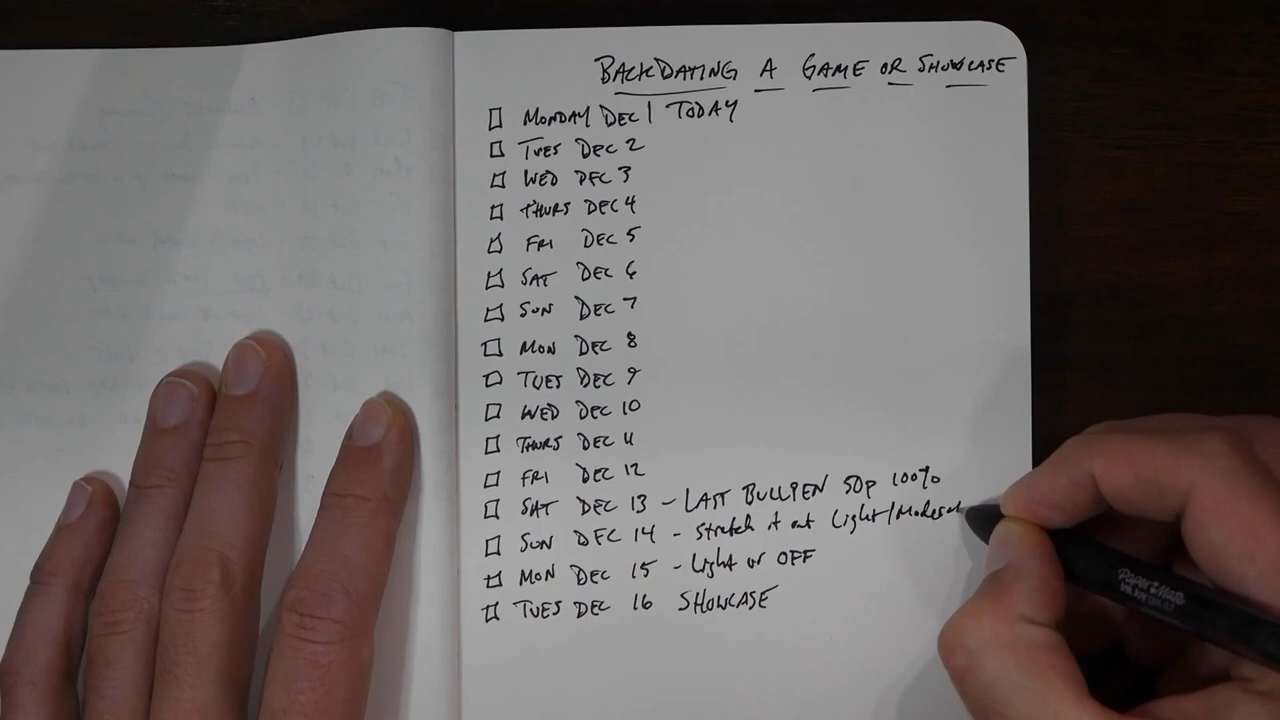 BACKDATING A GAME OR SHOWCASE
MONDAY DEC 1 TODAY
TUES DEC 2
WED DEC 3
THURS DEC 4
FRI DEC 5
SAT DEC 6
SUN DEC 7
MON DEC 8
TUES DEC 9
WED DEC 10
THURS DEC 11
FRI DEC 12
SAT DEC 13 - LAST BULLPEN 50p 100%
SUN DEC 14 - Stretch it out Light/Moderat
MON DEC 15 - Light or OFF
TUES DEC 16 SHOWCASE
Paper Mate